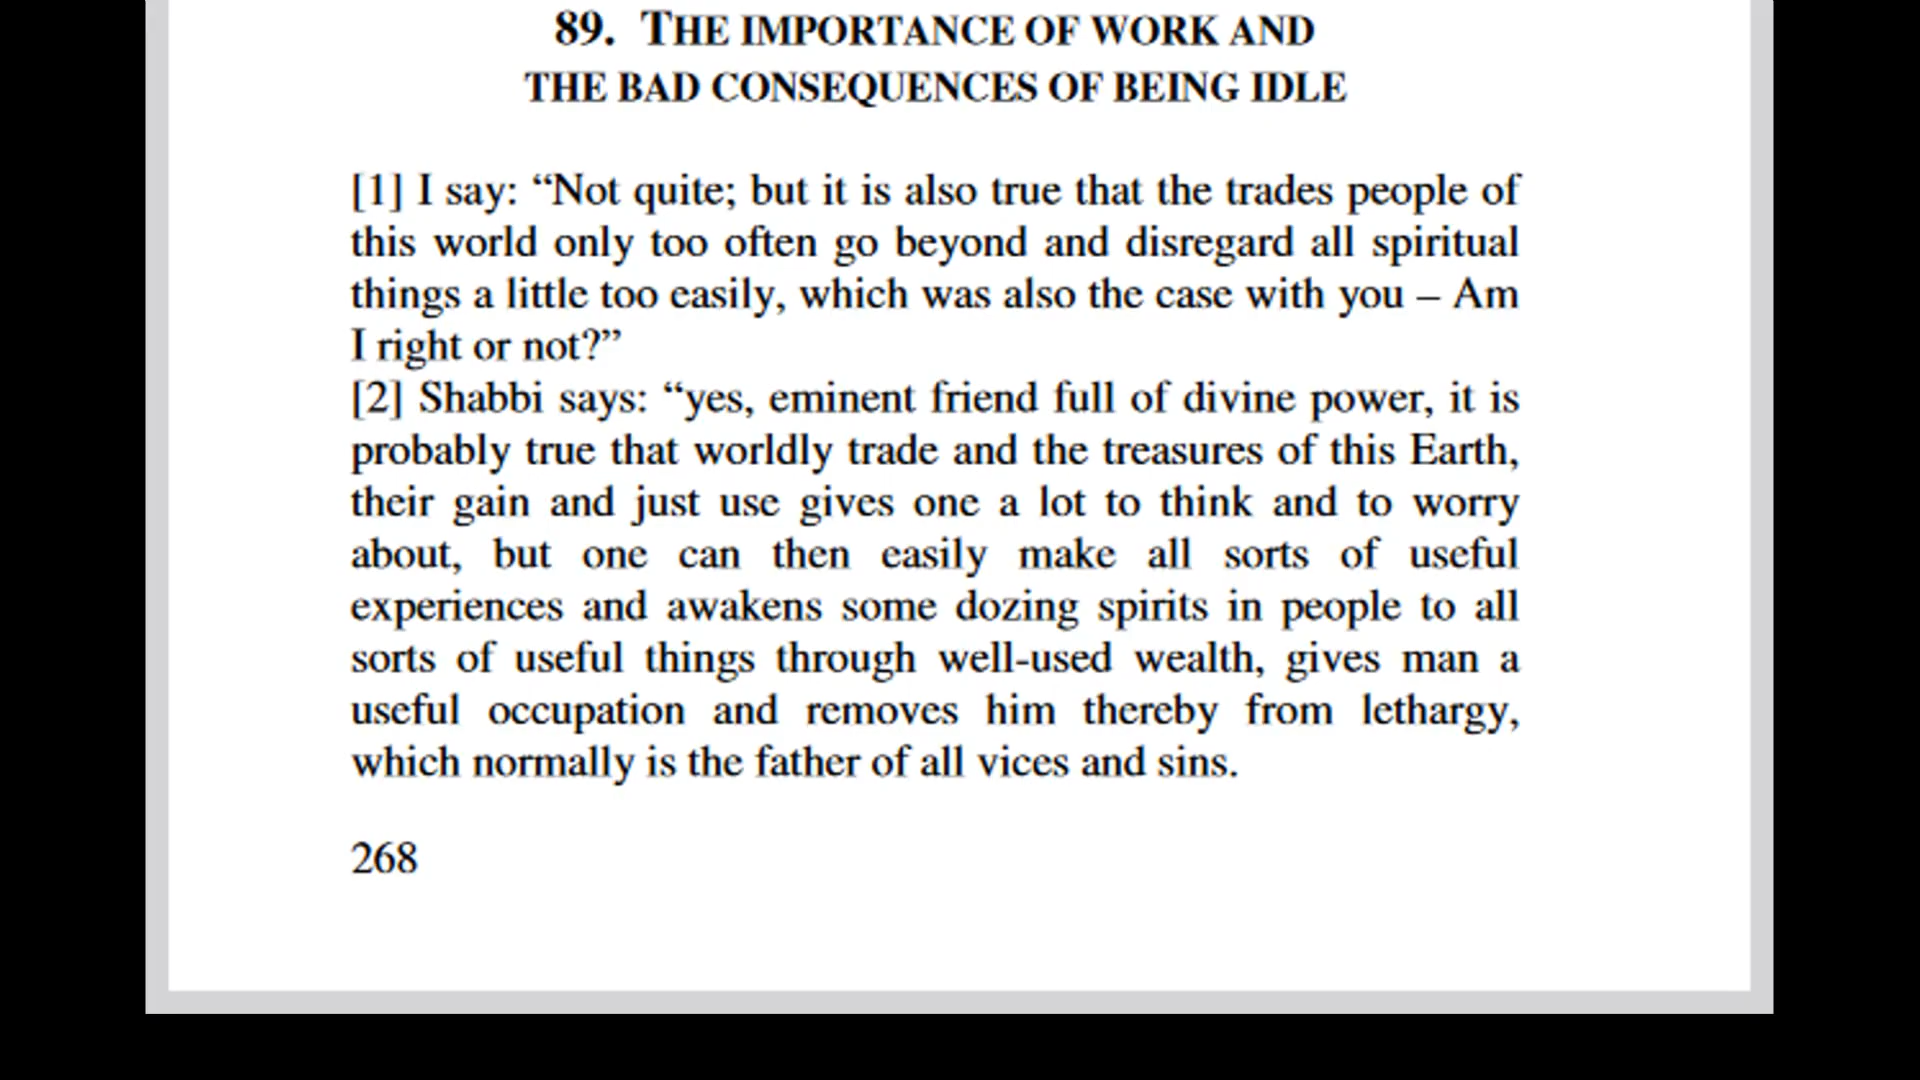 89. THE IMPORTANCE OF WORK AND
THE BAD CONSEQUENCES OF BEING IDLE
[1] I say: “Not quite; but it is also true that the trades people of
this world only too often go beyond and disregard all spiritual
things a little too easily, which was also the case with you – Am
I right or not?”
[2] Shabbi says: “yes, eminent friend full of divine power, it is
probably true that worldly trade and the treasures of this Earth,
their gain and just use gives one a lot to think and to worry
about, but one can then easily make all sorts of useful
experiences and awakens some dozing spirits in people to all
sorts of useful things through well-used wealth, gives man a
useful occupation and removes him thereby from lethargy,
which normally is the father of all vices and sins.
268